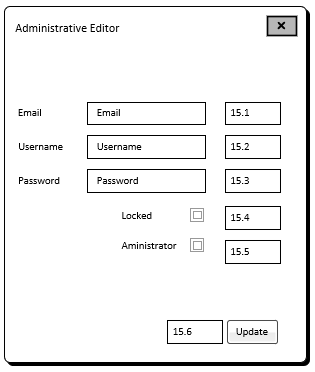 Administrative Editor x
Email Email 15.1
Username Username 15.2
Password Password 15.3
Locked 15.4
Aministrator 15.5
15.6 Update